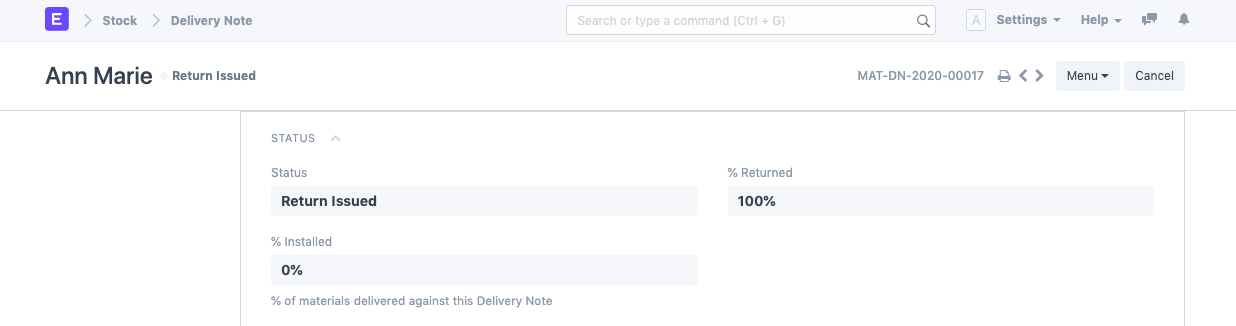 E Stock Delivery Note Search or type a command (Ctrl + G) A Settings Help
Ann Marie Return Issued MAT-DN-2020-00017 Menu Cancel
STATUS
Status % Returned
Return Issued 100%
% Installed
0%
% of materials delivered against this Delivery Note